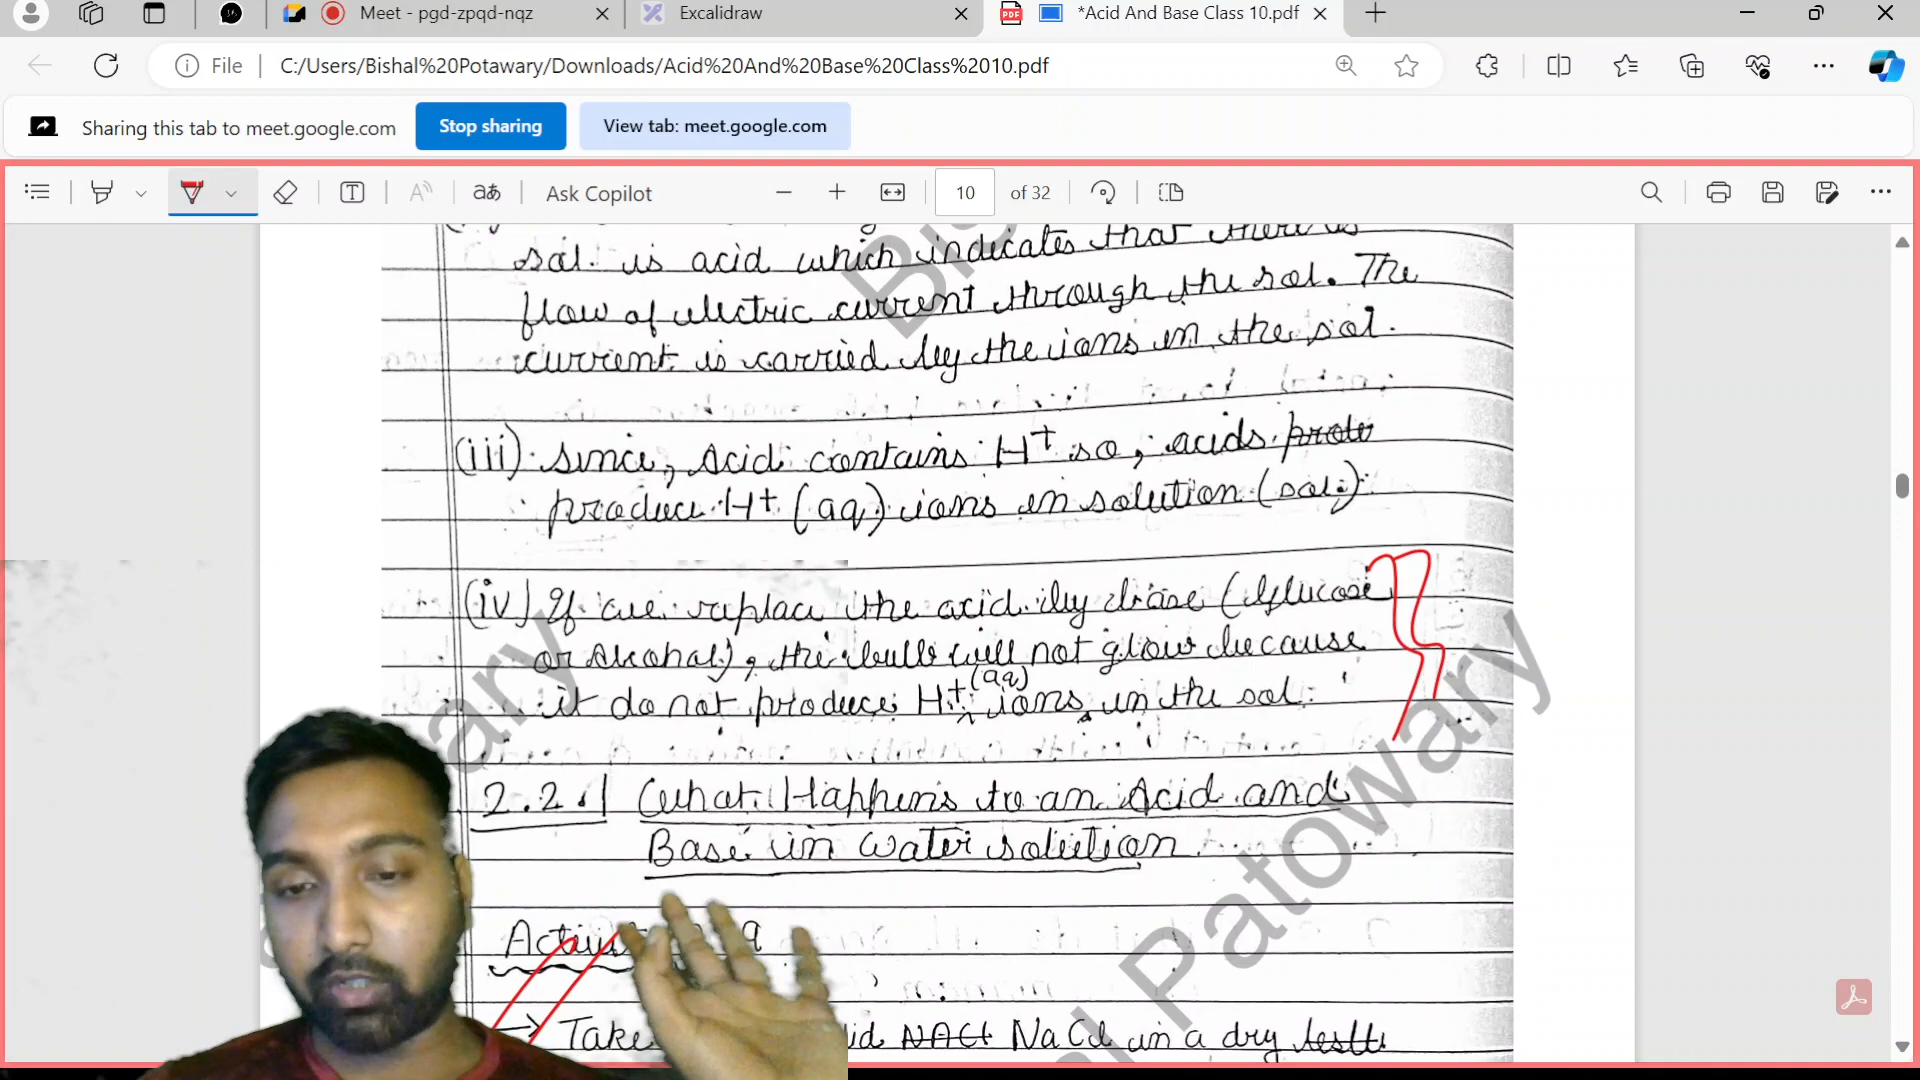 Meet - pgd-zpqd-nqz
Excalidraw
*Acid And Base Class 10.pdf
File
C:/Users/Bishal%20Potawary/Downloads/Acid%20And%20Base%20Class%2010.pdf
Sharing this tab to meet.google.com
Stop sharing
View tab: meet.google.com
Ask Copilot
10 of 32
sol. is acid which indicates that there is
flow of electric current through the sol. The
current is carried by the ions in the sol.
(iii) Since, Acid contains H+ so, acids
produce H+ (aq) ions in solution (sol.)
(iv) If we replace the acid by base (Glucose
or Alcohal), the bulb will not glow because
it do not produce H+ (aq) ions in the sol.
2.2.1 What Happens to an Acid and
Base in Water solution
Take NaCl in a dry
Patowary